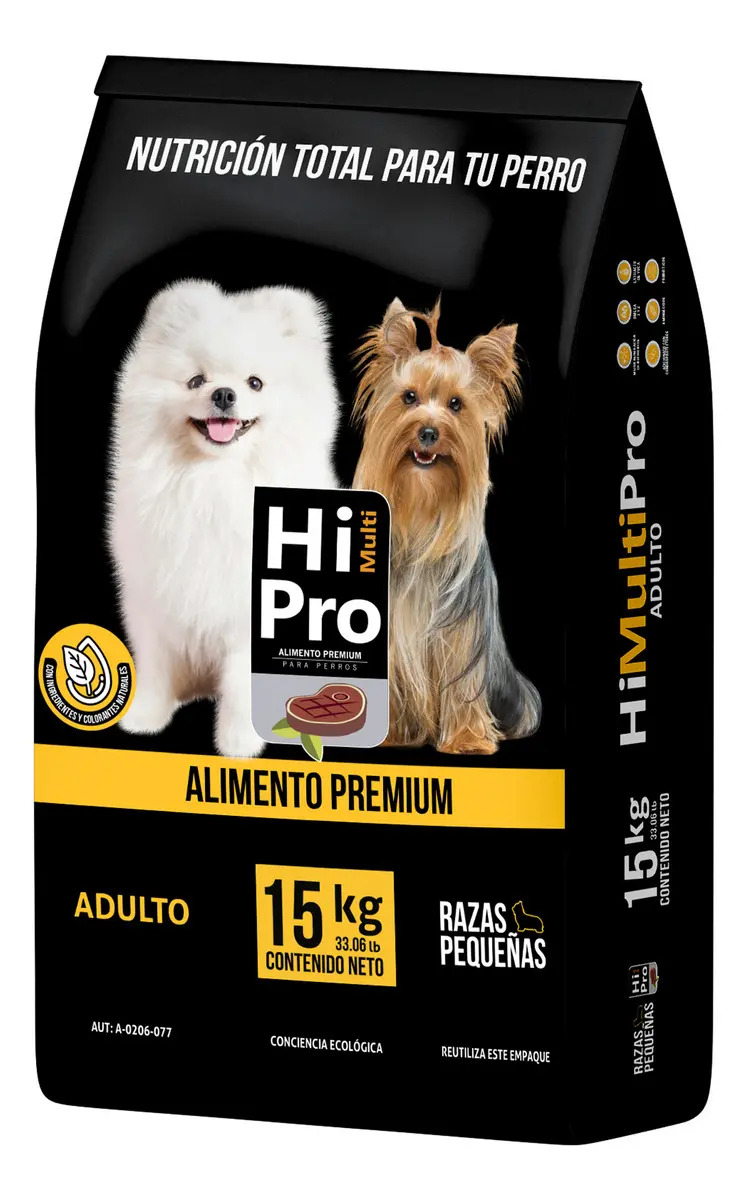 NUTRICIÓN TOTAL PARA TU PERRO
Hi Multi
Pro
ALIMENTO PREMIUM
PARA PERROS
CON INGREDIENTES Y COLORANTES NATURALES
ALIMENTO PREMIUM
ADULTO
15 kg
33.06 lb
CONTENIDO NETO
RAZAS
PEQUEÑAS
AUT: A-0206-077
CONCIENCIA ECOLÓGICA
REUTILIZA ESTE EMPAQUE
HiMultiPro
ADULTO
15 kg
33.06 lb
CONTENIDO NETO
Hi
Pro
RAZAS
PEQUEÑAS